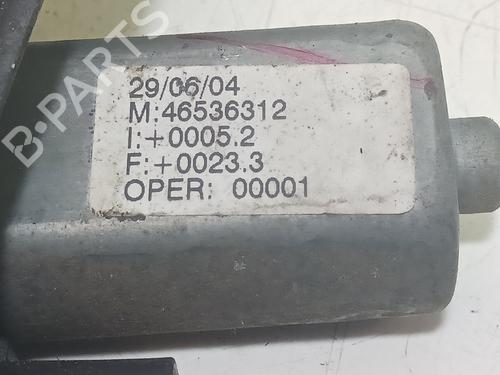 29/06/04
M:46536312
I:+0005.2
F:+0023.3
OPER: 00001
B-PARTS